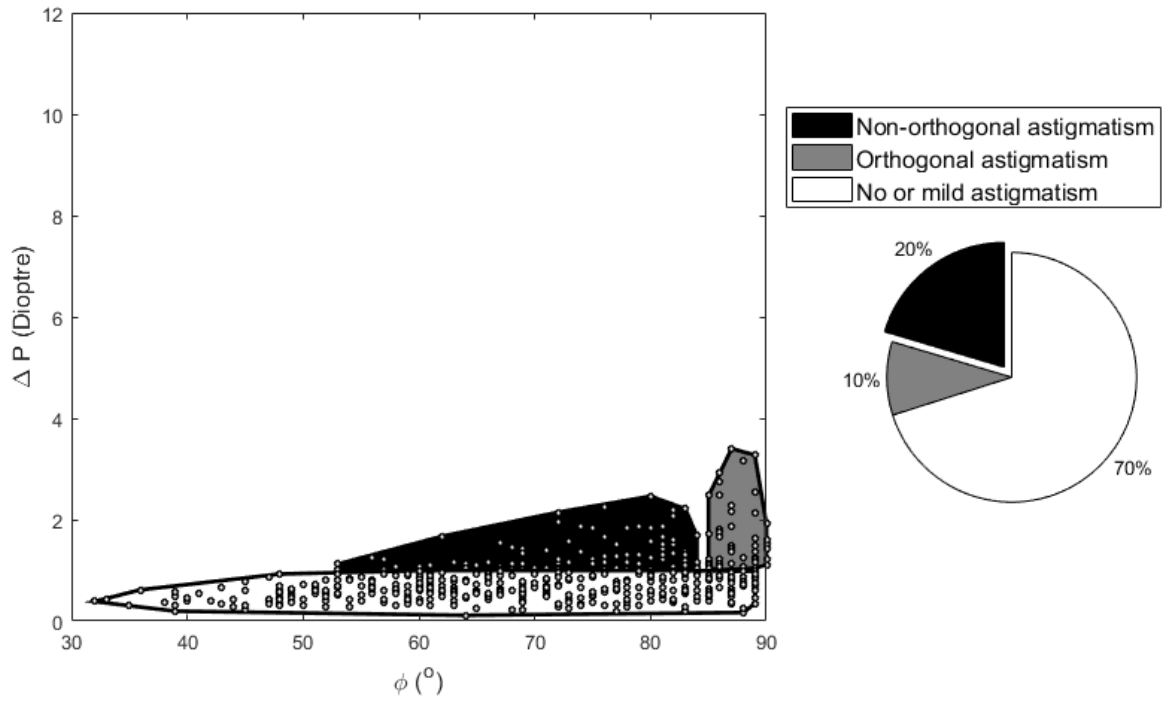 12
10
8
6
4
2
0
Δ P (Dioptre)
30 40 50 60 70 80 90
ϕ (°)
Non-orthogonal astigmatism
Orthogonal astigmatism
No or mild astigmatism
20%
10%
70%